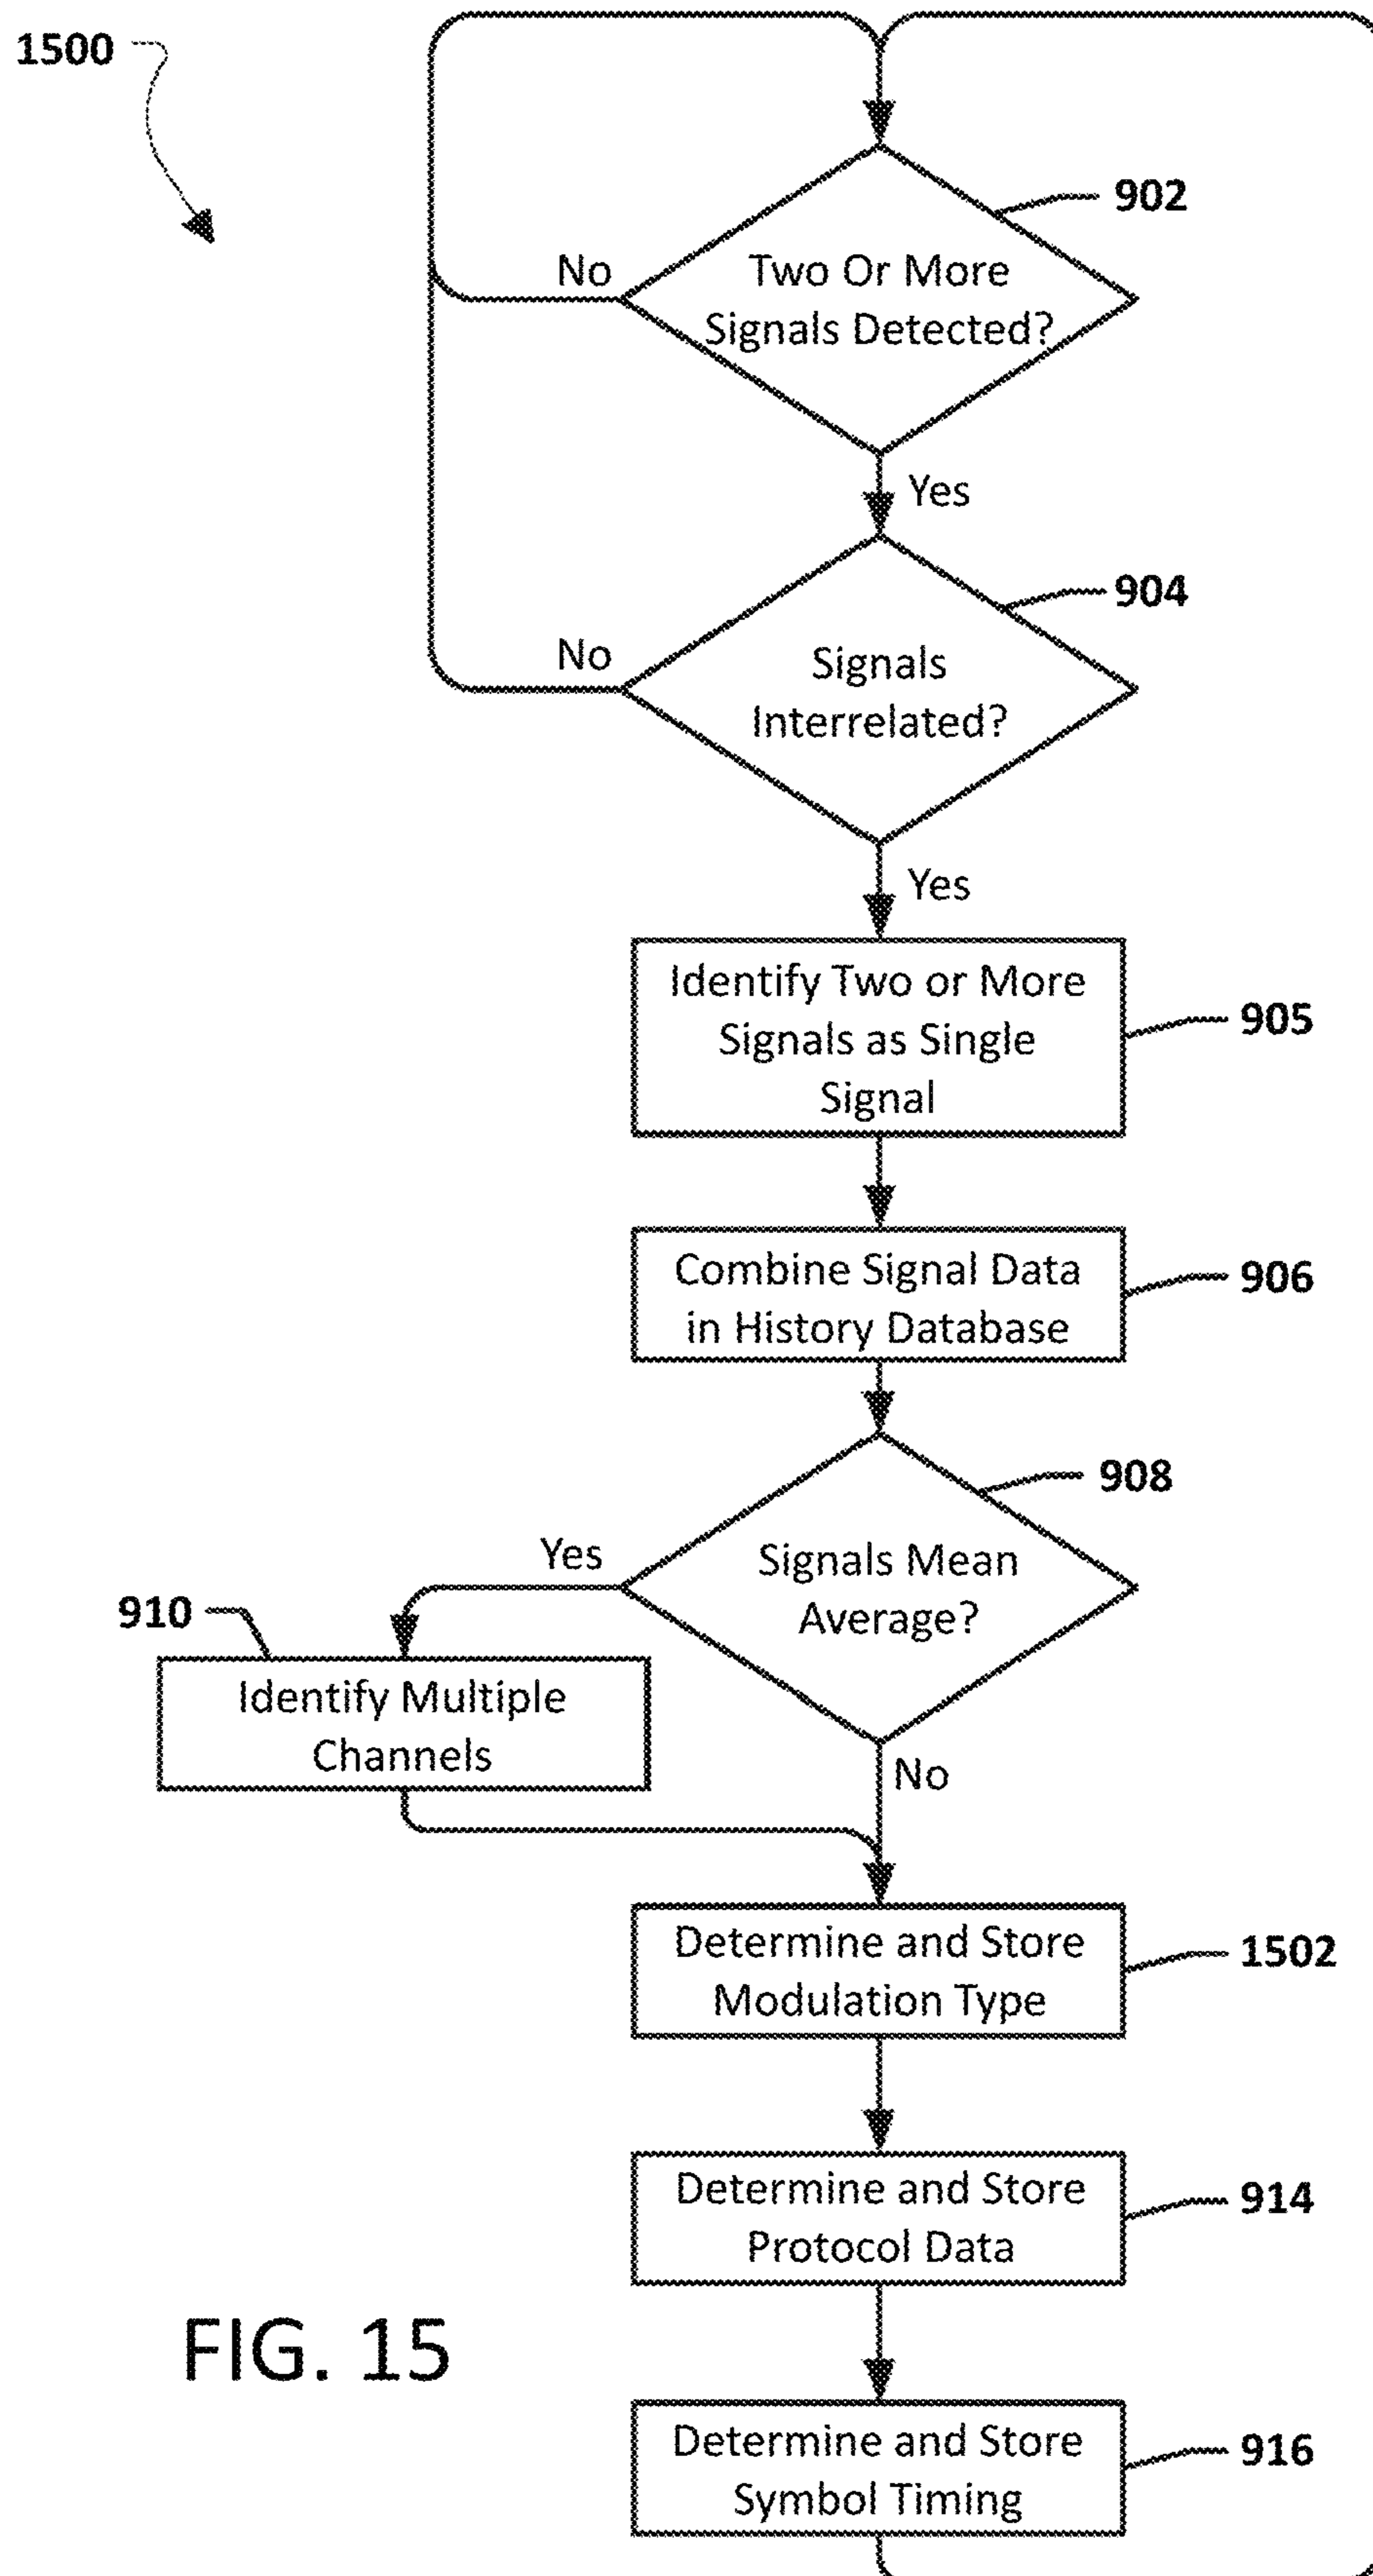 1500
902
No
Two Or More
Signals Detected?
Yes
904
No
Signals
Interrelated?
Yes
Identify Two or More
Signals as Single
Signal
905
Combine Signal Data
in History Database
906
908
Yes
Signals Mean
Average?
910
Identify Multiple
Channels
No
Determine and Store
Modulation Type
1502
Determine and Store
Protocol Data
914
FIG. 15
Determine and Store
Symbol Timing
916